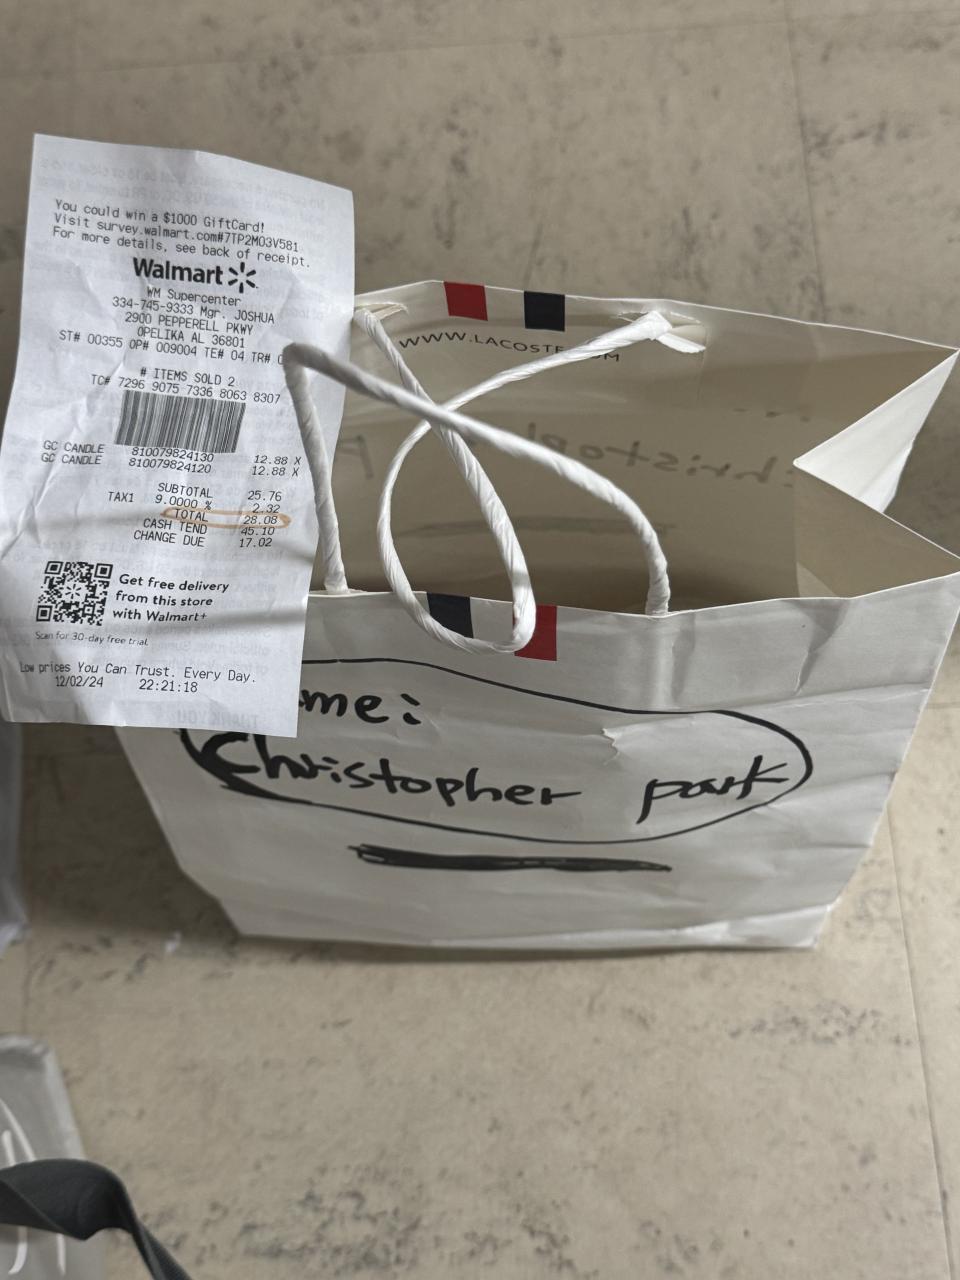 You could win a $1000 GiftCard!
Visit survey.walmart.com#7TP2MO3V581
For more details, see back of receipt.
Walmart
WM Supercenter
334-745-9333 Mgr. JOSHUA
2900 PEPPERELL PKWY
OPELIKA AL 36801
ST# 00355 OP# 009004 TE# 04 TR#
# ITEMS SOLD 2
TC# 7296 9075 7336 8063 8307
GC CANDLE 810079824130 12.88 X
GC CANDLE 810079824120 12.88 X
SUBTOTAL 25.76
TAX1 9.0000 % 2.32
TOTAL 28.08
CASH TEND 45.10
CHANGE DUE 17.02
Get free delivery
from this store
with Walmart+
Scan for 30-day free trial.
Low prices You Can Trust. Every Day.
12/02/24 22:21:18
WWW.LACOSTE.COM
me:
Christopher park